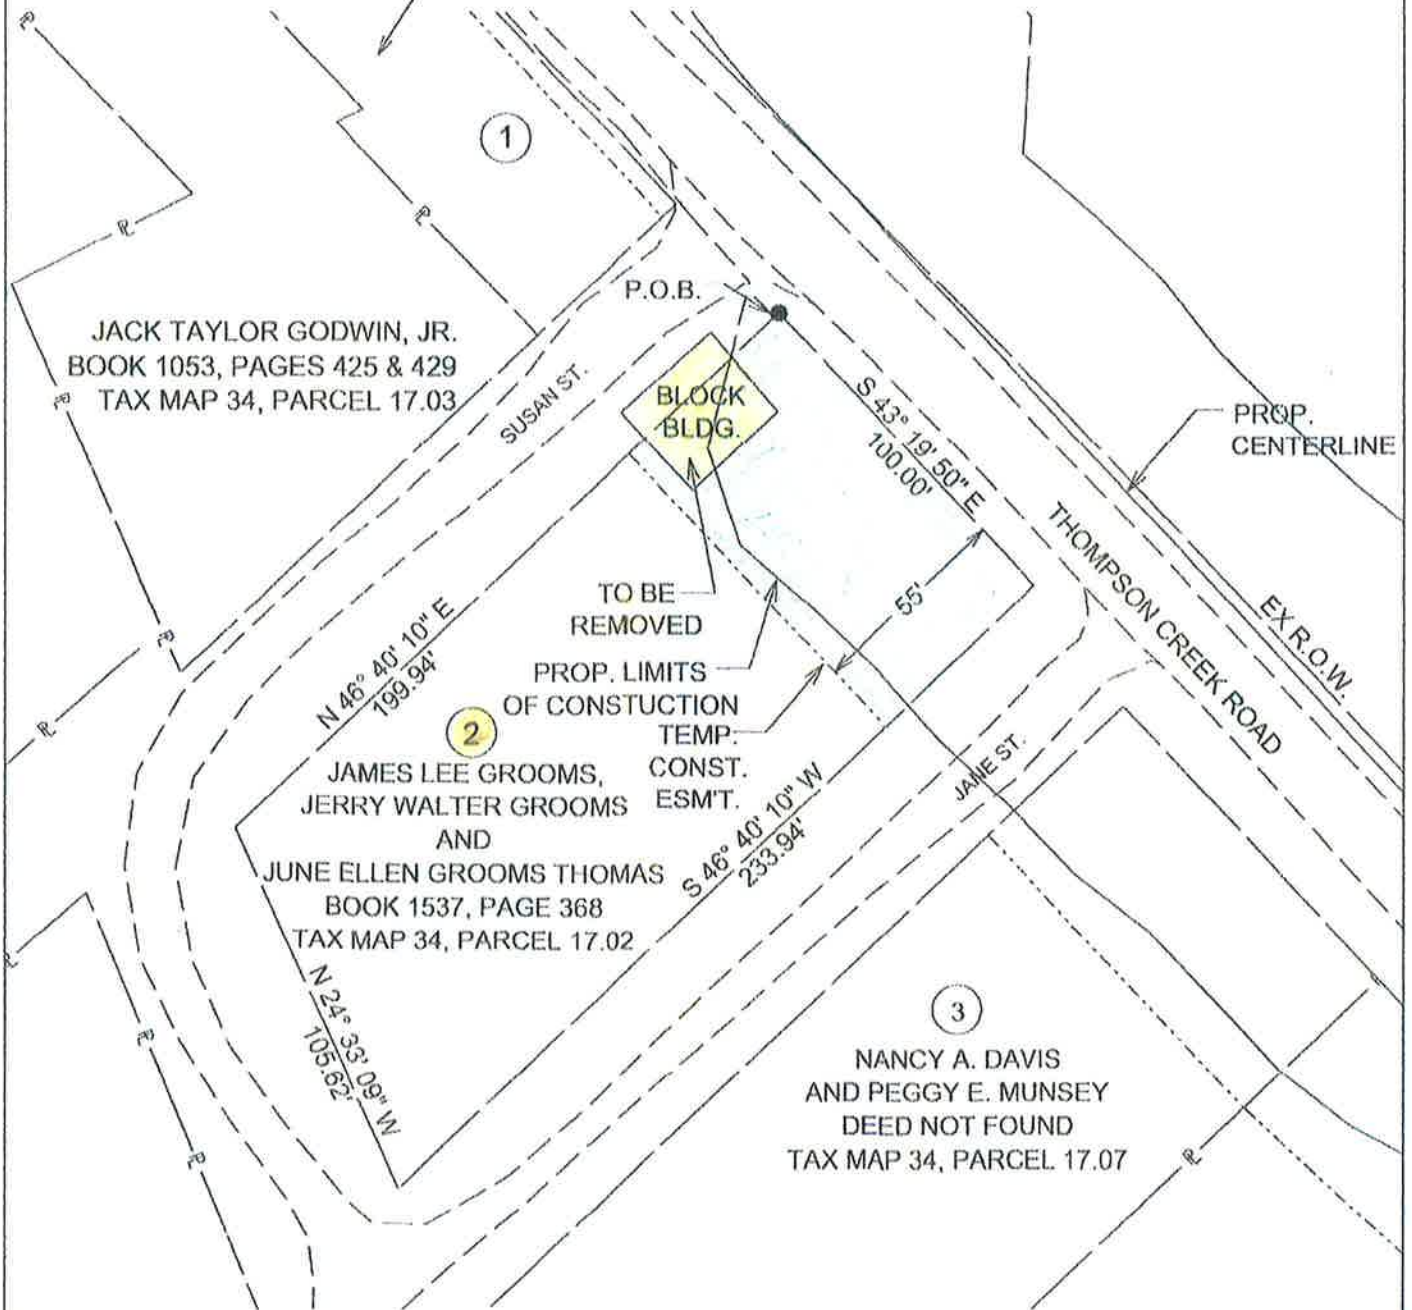 1
P.O.B.
JACK TAYLOR GODWIN, JR.
BOOK 1053, PAGES 425 & 429
TAX MAP 34, PARCEL 17.03
SUSAN ST.
BLOCK
BLDG.
S 43° 19' 50" E
100.00'
PROP.
CENTERLINE
THOMPSON CREEK ROAD
EX R.O.W.
TO BE
REMOVED
55'
N 46° 40' 10" E
199.94'
PROP. LIMITS
OF CONSTUCTION
TEMP.
CONST.
ESM'T.
2
JAMES LEE GROOMS,
JERRY WALTER GROOMS
AND
JUNE ELLEN GROOMS THOMAS
BOOK 1537, PAGE 368
TAX MAP 34, PARCEL 17.02
S 46° 40' 10" W
233.94'
JANE ST.
N 24° 33' 09" W
105.62'
3
NANCY A. DAVIS
AND PEGGY E. MUNSEY
DEED NOT FOUND
TAX MAP 34, PARCEL 17.07